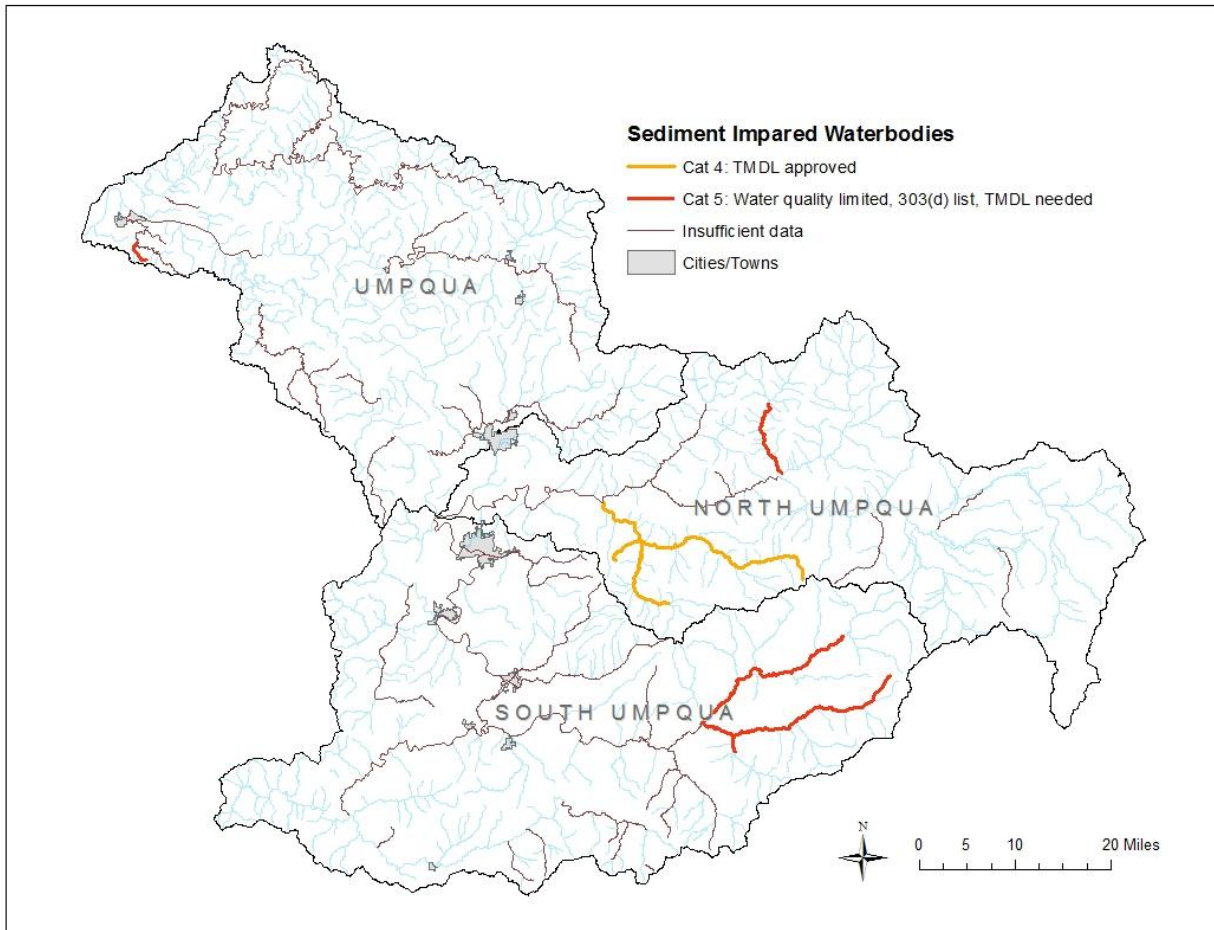 Sediment Impared Waterbodies
Cat 4: TMDL approved
Cat 5: Water quality limited, 303(d) list, TMDL needed
Insufficient data
Cities/Towns
UMPQUA
NORTH UMPQUA
SOUTH UMPQUA
N
0 5 10 20 Miles